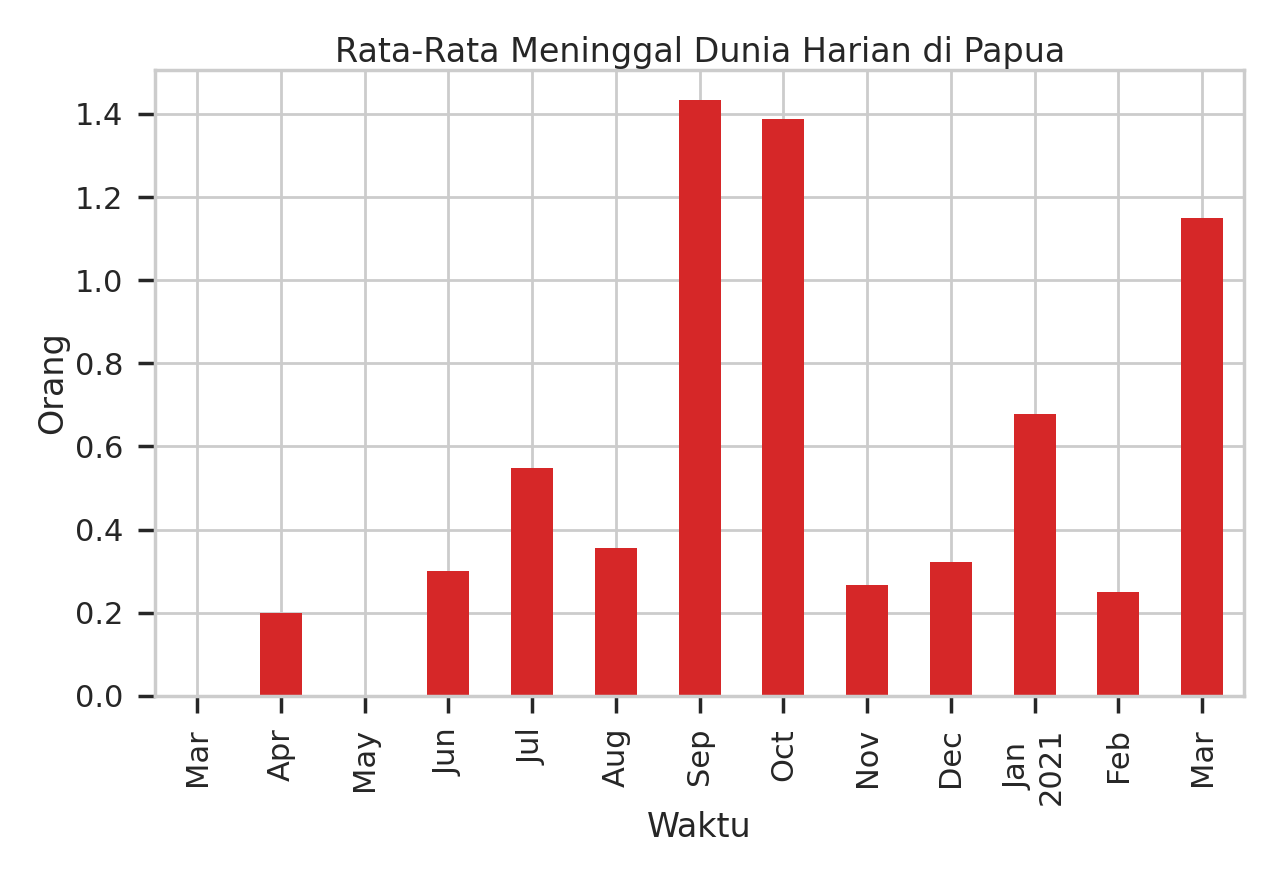 Rata-Rata Meninggal Dunia Harian di Papua
1.4
1.2
1.0
0.8
0.6
0.4
0.2
0.0
Orang
Mar
Apr
May
Jun
Jul
Aug
Sep
Oct
Nov
Dec
Jan
2021
Feb
Mar
Waktu